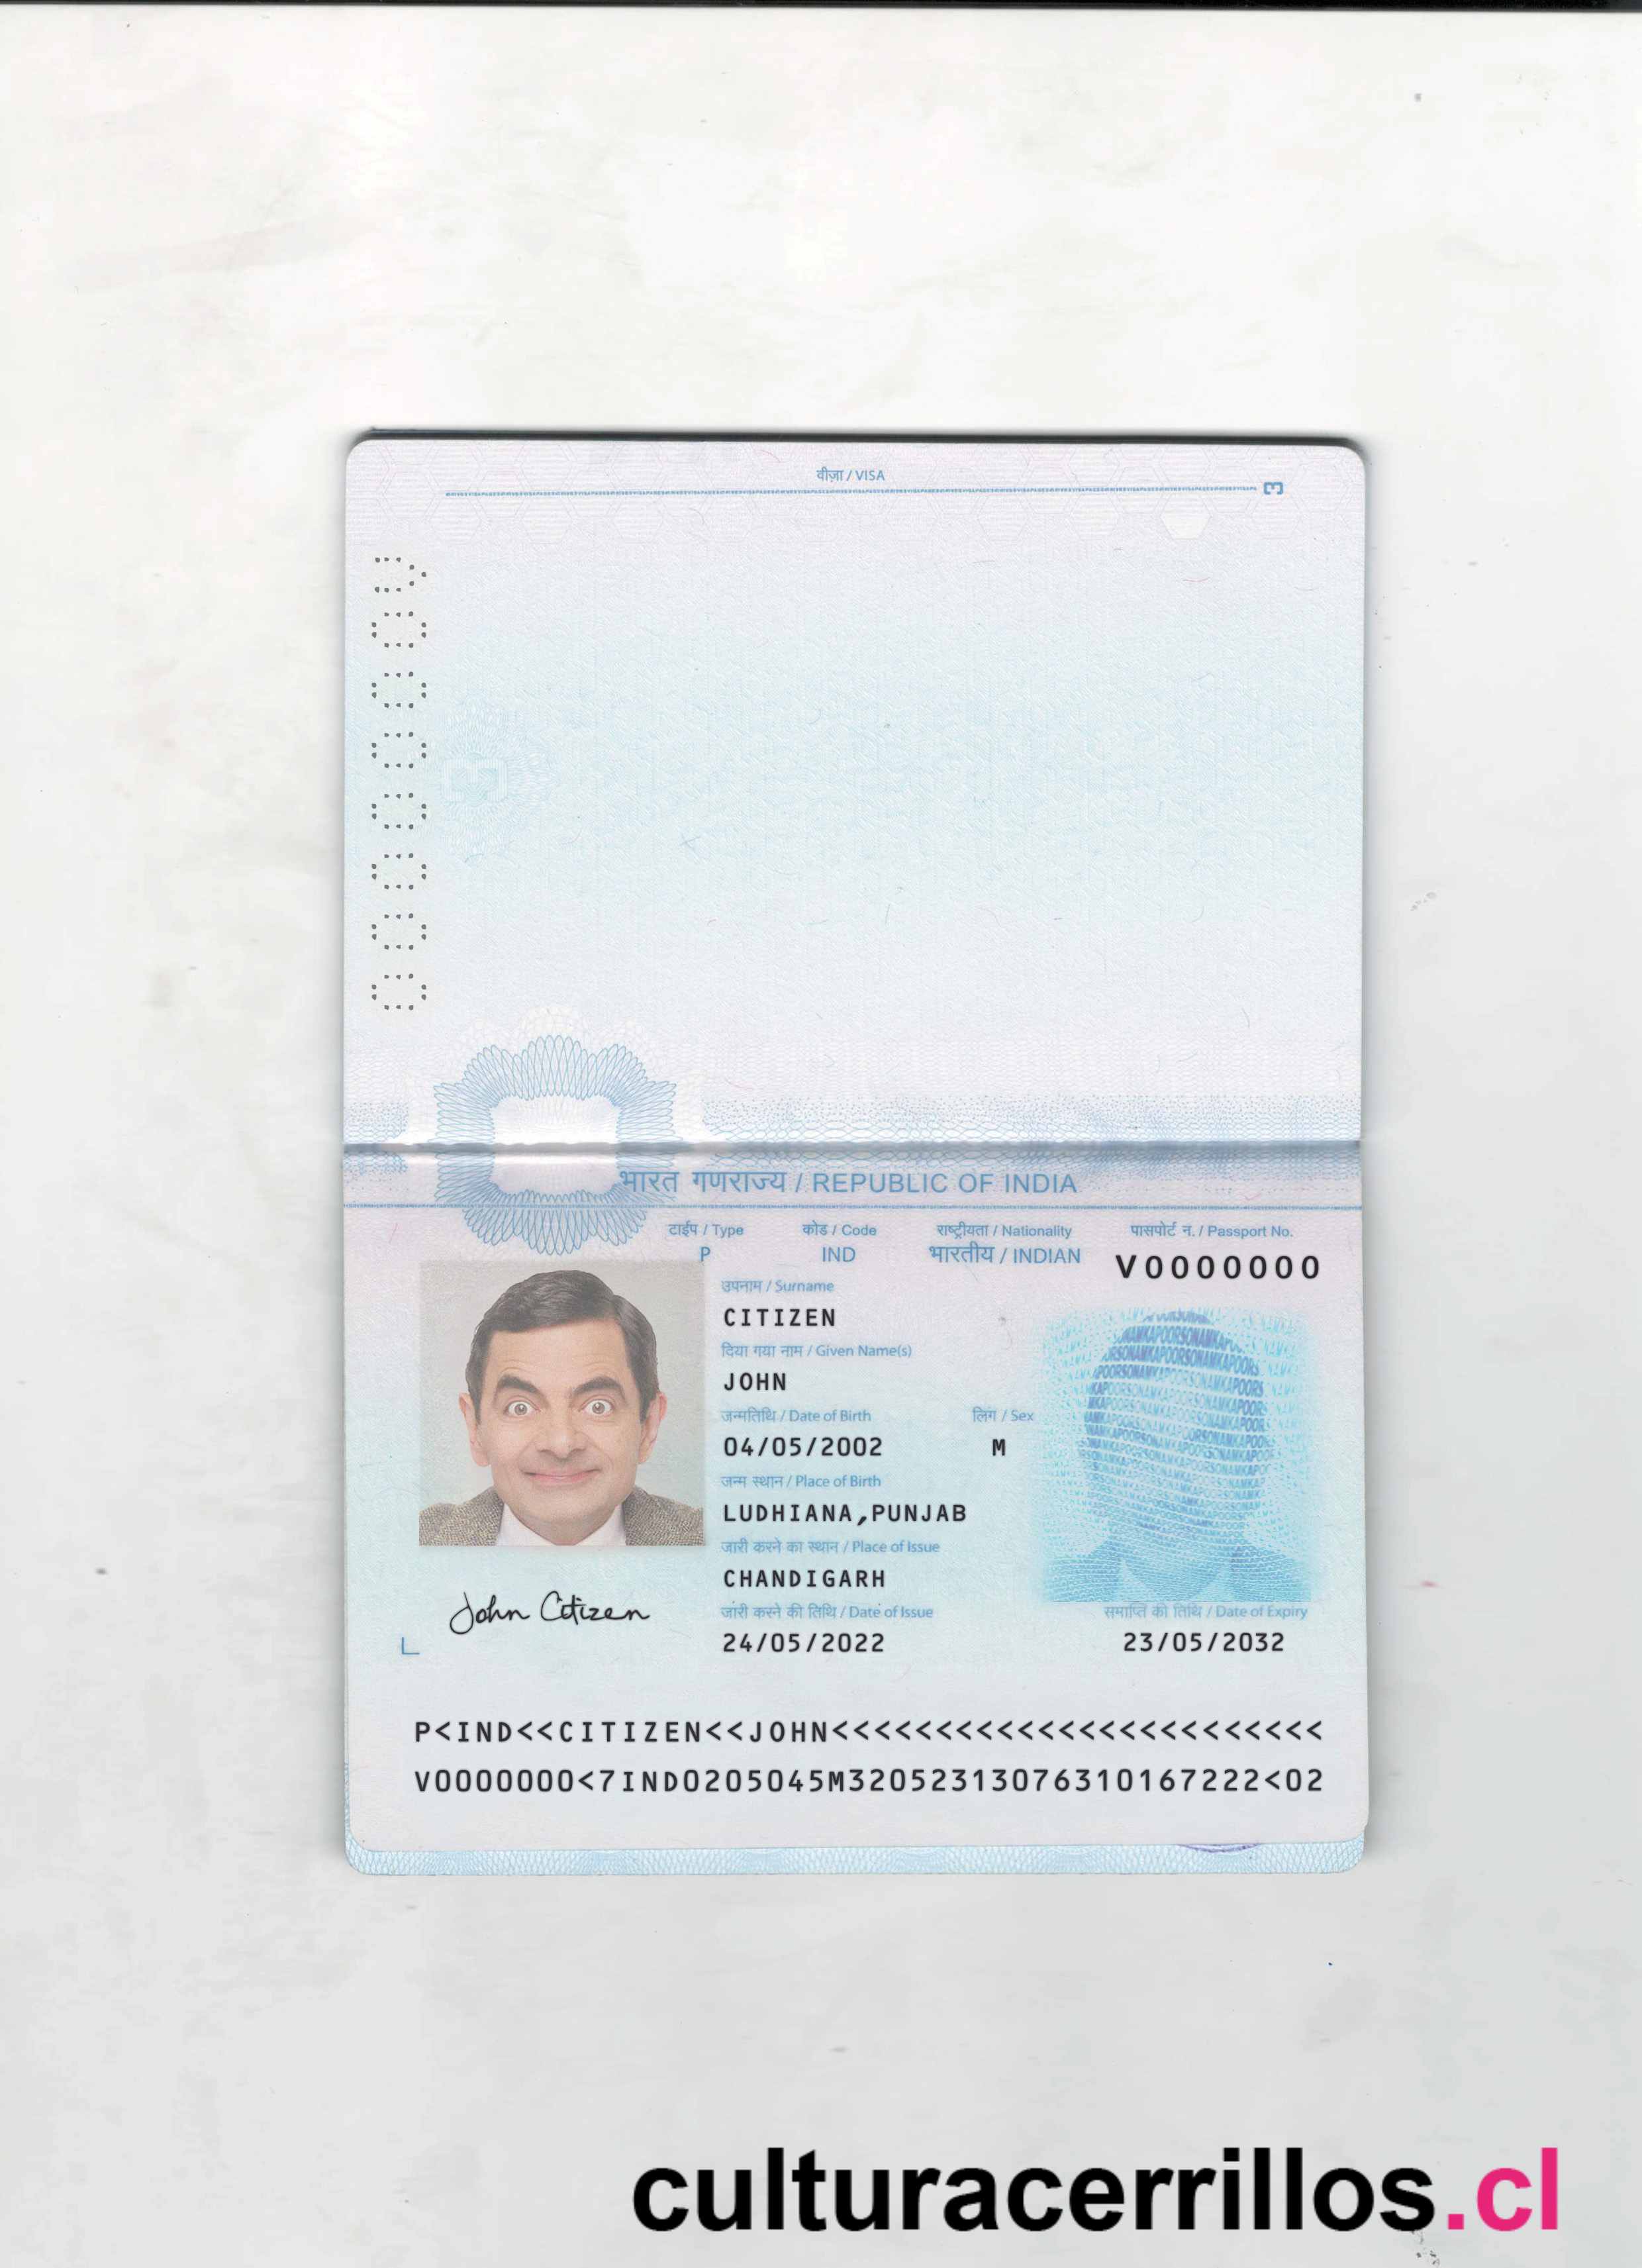 वीज़ा / VISA
3
V0000000
भारत गणराज्य / REPUBLIC OF INDIA
टाईप / Type कोड / Code राष्ट्रीयता / Nationality पासपोर्ट न. / Passport No.
P IND भारतीय / INDIAN V0000000
उपनाम / Surname
CITIZEN
दिया गया नाम / Given Name(s)
JOHN
जन्मतिथि / Date of Birth लिंग / Sex
04/05/2002 M
जन्म स्थान / Place of Birth
LUDHIANA,PUNJAB
जारी करने का स्थान / Place of Issue
CHANDIGARH
जारी करने की तिथि / Date of Issue समाप्ति की तिथि / Date of Expiry
24/05/2022 23/05/2032
John Citizen
P<IND<<CITIZEN<<JOHN<<<<<<<<<<<<<<<<<<<<<<<<
V0000000<7IND0205045M32052313076310167222<02
culturacerrillos.cl